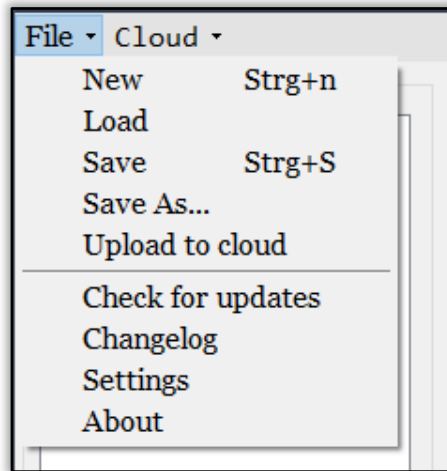 File Cloud
New Strg+n
Load
Save Strg+S
Save As...
Upload to cloud
Check for updates
Changelog
Settings
About